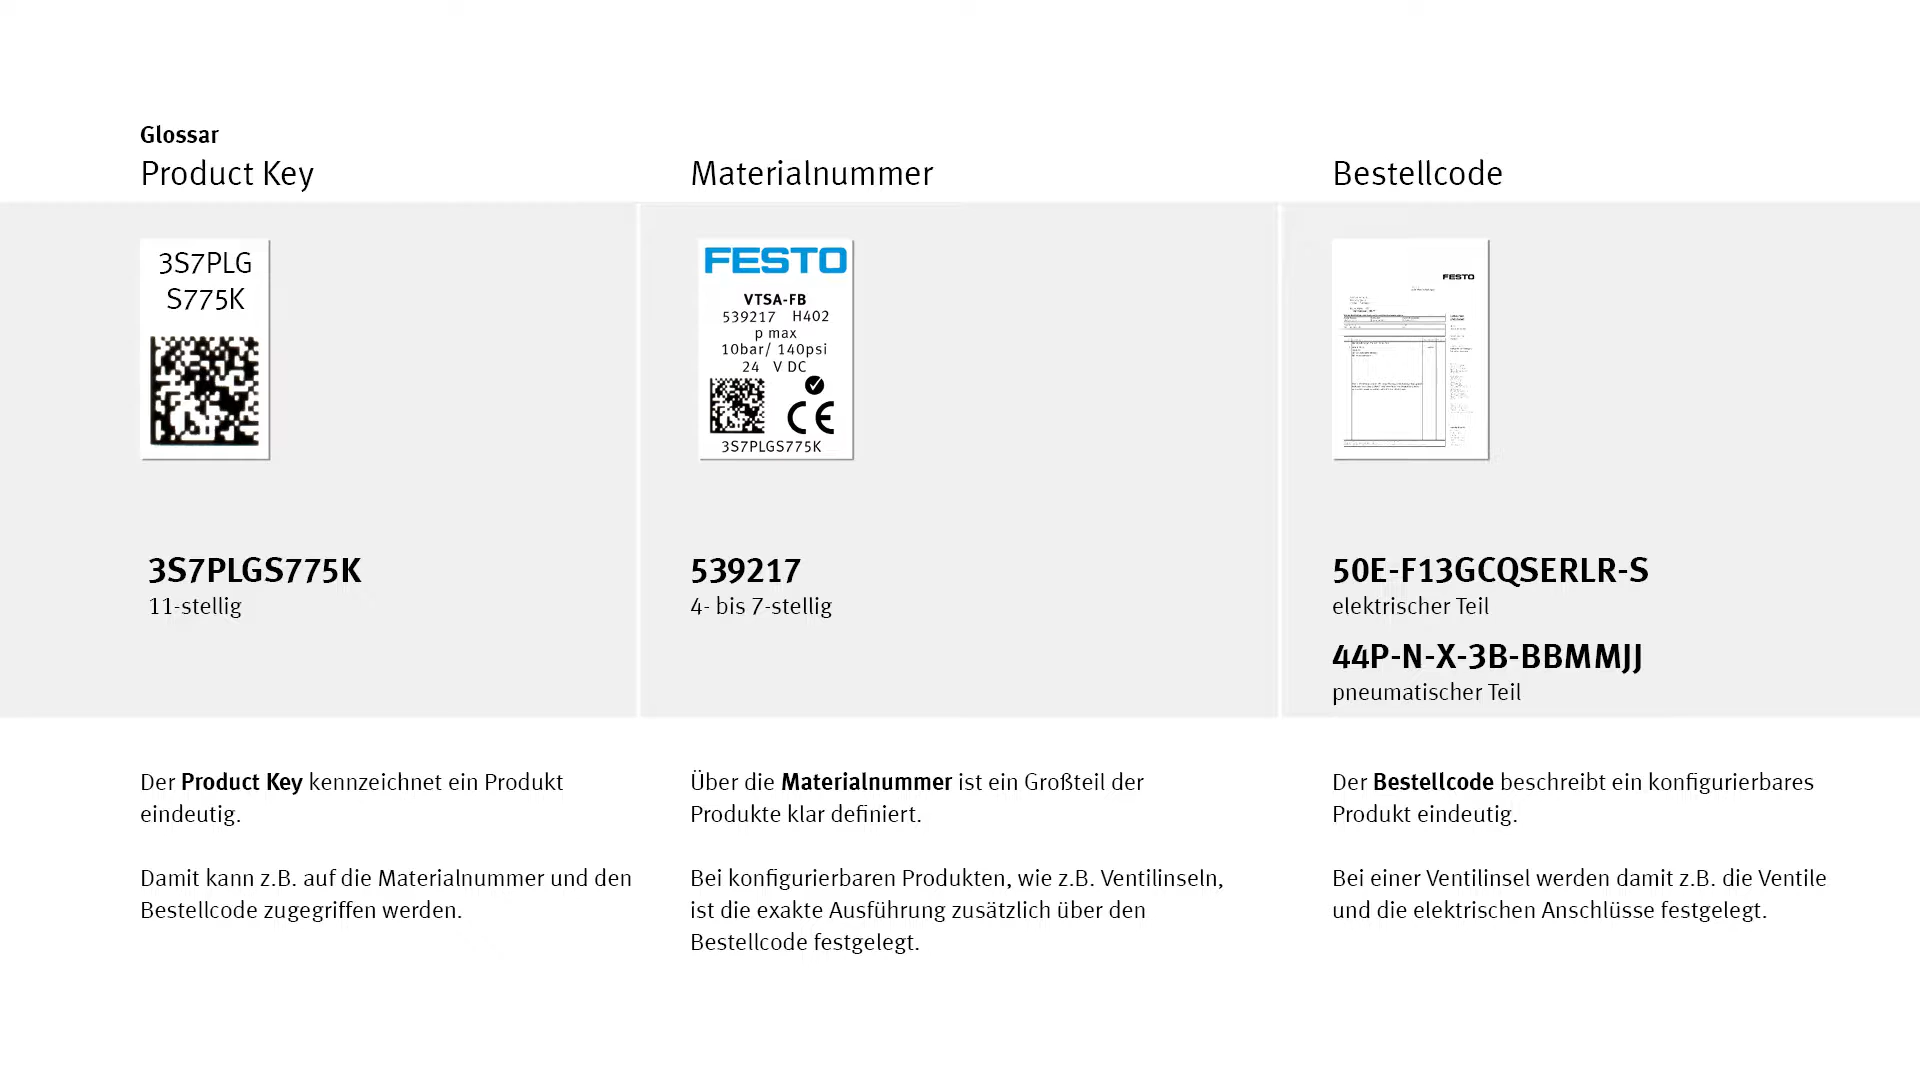 Glossar
Product Key
3S7PLG
S775K
3S7PLGS775K
11-stellig
Der Product Key kennzeichnet ein Produkt
eindeutig.
Damit kann z.B. auf die Materialnummer und den
Bestellcode zugegriffen werden.
Materialnummer
FESTO
VTSA-FB
539217 H402
p max
10bar/ 140psi
24 V DC
CE
3S7PLGS775K
539217
4- bis 7-stellig
Über die Materialnummer ist ein Großteil der
Produkte klar definiert.
Bei konfigurierbaren Produkten, wie z.B. Ventilinseln,
ist die exakte Ausführung zusätzlich über den
Bestellcode festgelegt.
Bestellcode
FESTO
50E-F13GCQSERLR-S
elektrischer Teil
44P-N-X-3B-BBMMJJ
pneumatischer Teil
Der Bestellcode beschreibt ein konfigurierbares
Produkt eindeutig.
Bei einer Ventilinsel werden damit z.B. die Ventile
und die elektrischen Anschlüsse festgelegt.